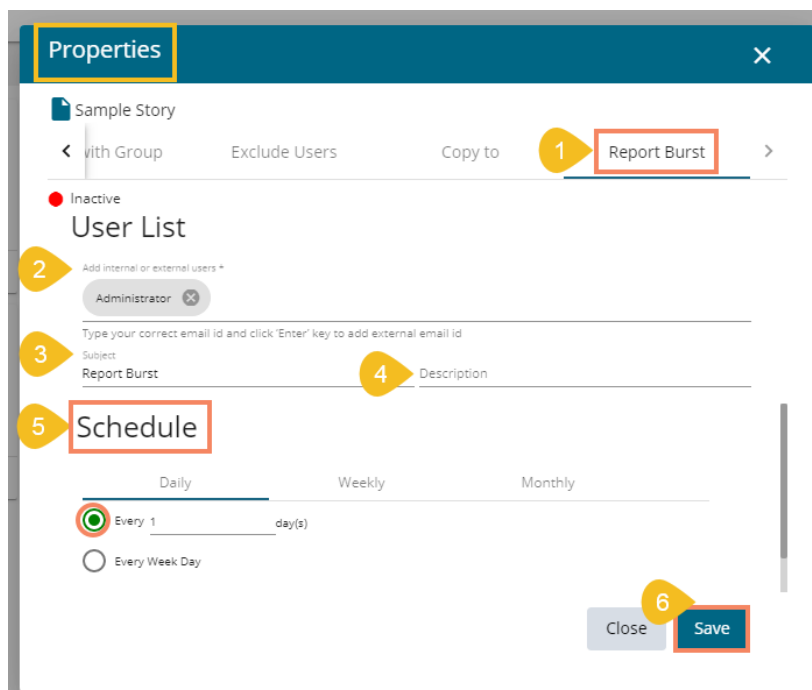 Properties
Sample Story
with Group Exclude Users Copy to 1 Report Burst
Inactive
User List
2 Add internal or external users *
Administrator
Type your correct email id and click 'Enter' key to add external email id
3 Subject
Report Burst 4 Description
5 Schedule
Daily Weekly Monthly
Every 1 day(s)
Every Week Day
6
Close Save